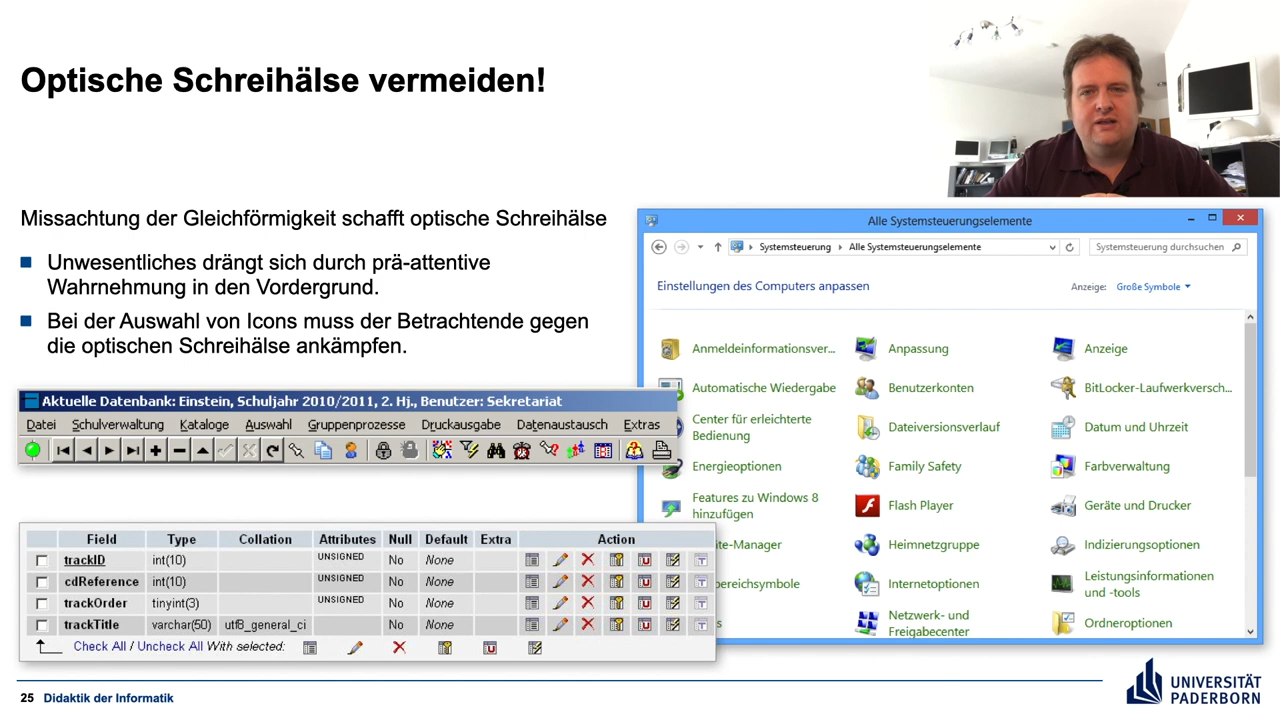 Optische Schreihälse vermeiden!
Missachtung der Gleichförmigkeit schafft optische Schreihälse
Unwesentliches drängt sich durch prä-attentive
Wahrnehmung in den Vordergrund.
Bei der Auswahl von Icons muss der Betrachtende gegen
die optischen Schreihälse ankämpfen.
Aktuelle Datenbank: Einstein, Schuljahr 2010/2011, 2. Hj., Benutzer: Sekretariat
Datei Schulverwaltung Kataloge Auswahl Gruppenprozesse Druckausgabe Datenaustausch Extras
Field Type Collation Attributes Null Default Extra Action
trackID int(10) UNSIGNED No None
cdReference int(10) UNSIGNED No None
trackOrder tinyint(3) UNSIGNED No None
trackTitle varchar(50) utf8_general_ci No None
Check All / Uncheck All With selected:
Alle Systemsteuerungselemente
Systemsteuerung Alle Systemsteuerungselemente Systemsteuerung durchsuchen
Einstellungen des Computers anpassen Anzeige: Große Symbole
Anmeldeinformationsver... Anpassung Anzeige
Automatische Wiedergabe Benutzerkonten BitLocker-Laufwerkversch...
Center für erleichterte
Bedienung Dateiversionsverlauf Datum und Uhrzeit
Energieoptionen Family Safety Farbverwaltung
Features zu Windows 8
hinzufügen Flash Player Geräte und Drucker
te-Manager Heimnetzgruppe Indizierungsoptionen
bereichsymbole Internetoptionen Leistungsinformationen
und -tools
s Netzwerk- und
Freigabecenter Ordneroptionen
25 Didaktik der Informatik
UNIVERSITÄT
PADERBORN